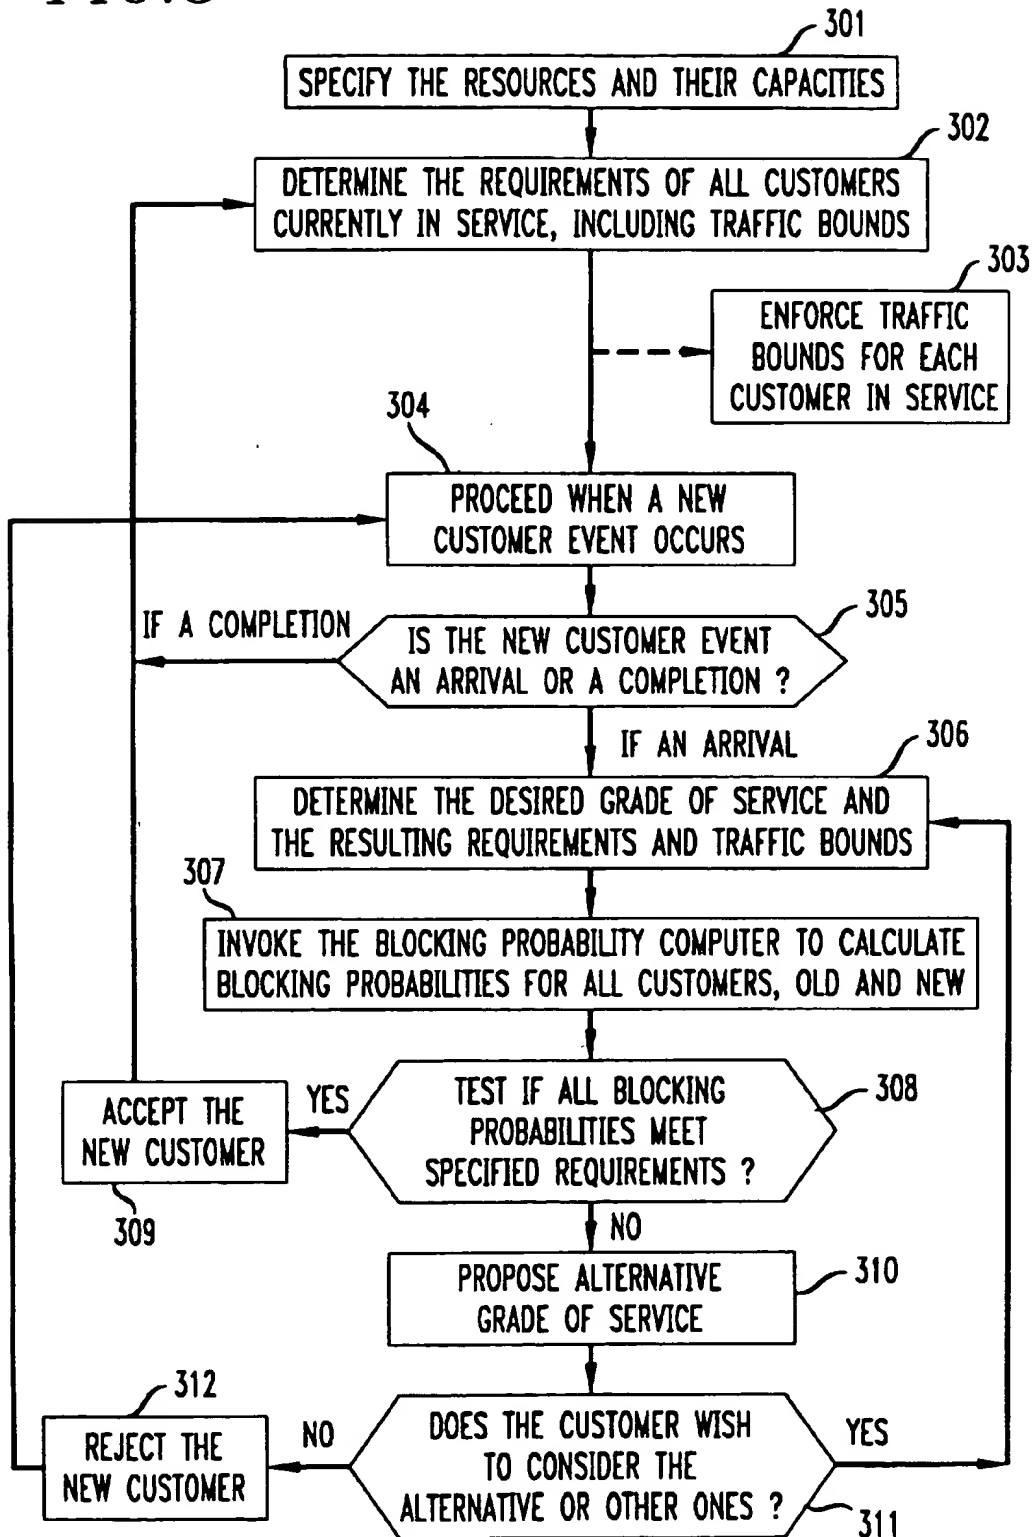 301
SPECIFY THE RESOURCES AND THEIR CAPACITIES
302
DETERMINE THE REQUIREMENTS OF ALL CUSTOMERS
CURRENTLY IN SERVICE, INCLUDING TRAFFIC BOUNDS
303
ENFORCE TRAFFIC
BOUNDS FOR EACH
CUSTOMER IN SERVICE
304
PROCEED WHEN A NEW
CUSTOMER EVENT OCCURS
305
IF A COMPLETION
IS THE NEW CUSTOMER EVENT
AN ARRIVAL OR A COMPLETION ?
IF AN ARRIVAL
306
DETERMINE THE DESIRED GRADE OF SERVICE AND
THE RESULTING REQUIREMENTS AND TRAFFIC BOUNDS
307
INVOKE THE BLOCKING PROBABILITY COMPUTER TO CALCULATE
BLOCKING PROBABILITIES FOR ALL CUSTOMERS, OLD AND NEW
308
TEST IF ALL BLOCKING
PROBABILITIES MEET
SPECIFIED REQUIREMENTS ?
YES
ACCEPT THE
NEW CUSTOMER
309
NO
310
PROPOSE ALTERNATIVE
GRADE OF SERVICE
312
REJECT THE
NEW CUSTOMER
NO
DOES THE CUSTOMER WISH
TO CONSIDER THE
ALTERNATIVE OR OTHER ONES ?
YES
311